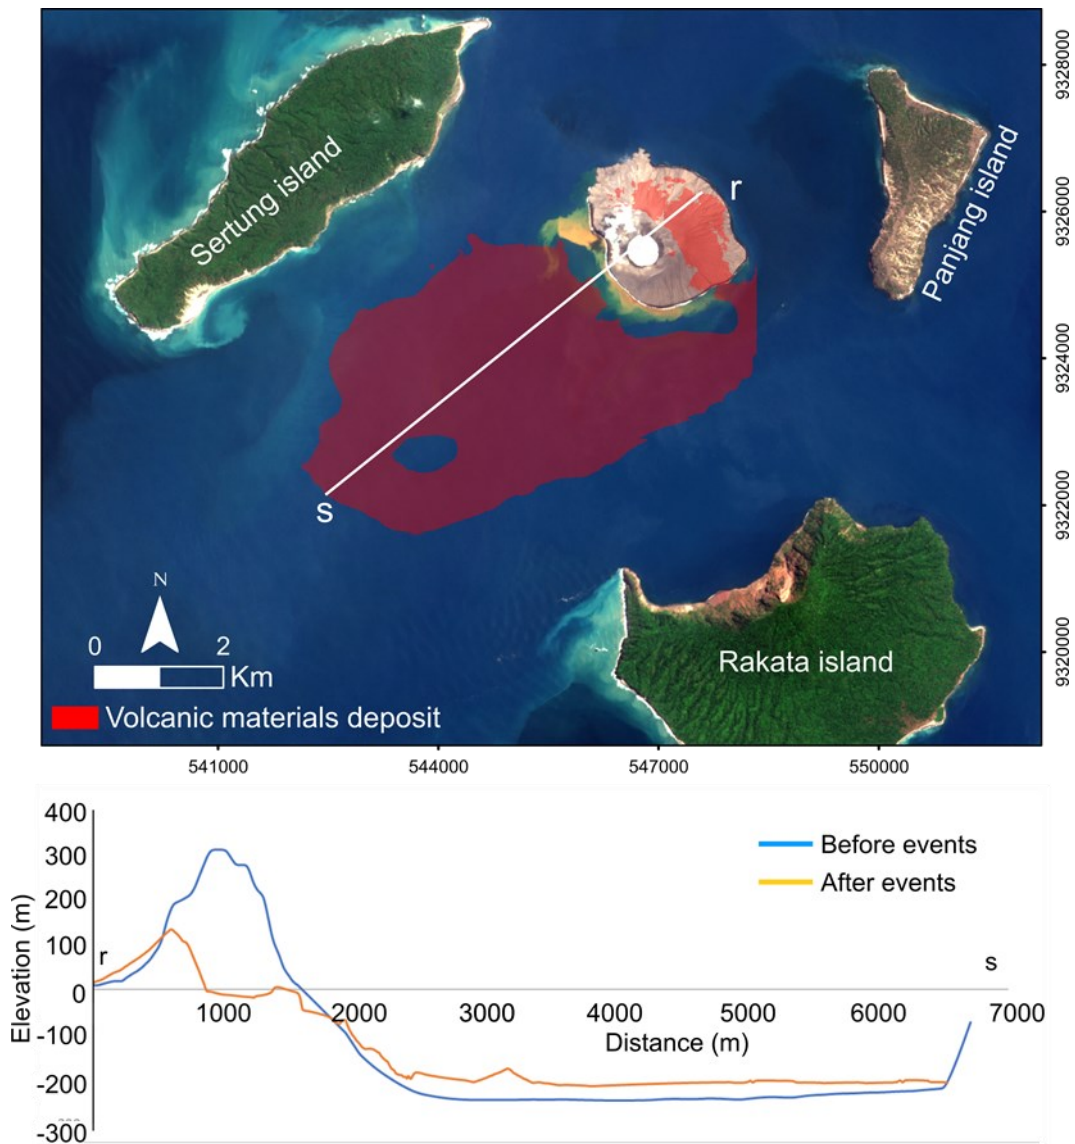 Sertung island
r
Panjang island
s
N
0 2
Km
Rakata island
Volcanic materials deposit
9328000
9326000
9324000
9322000
9320000
541000 544000 547000 550000
400
300
200
100
0
-100
-200
-300
Elevation (m)
Before events
After events
r
s
1000 2000 3000 4000 5000 6000 7000
Distance (m)